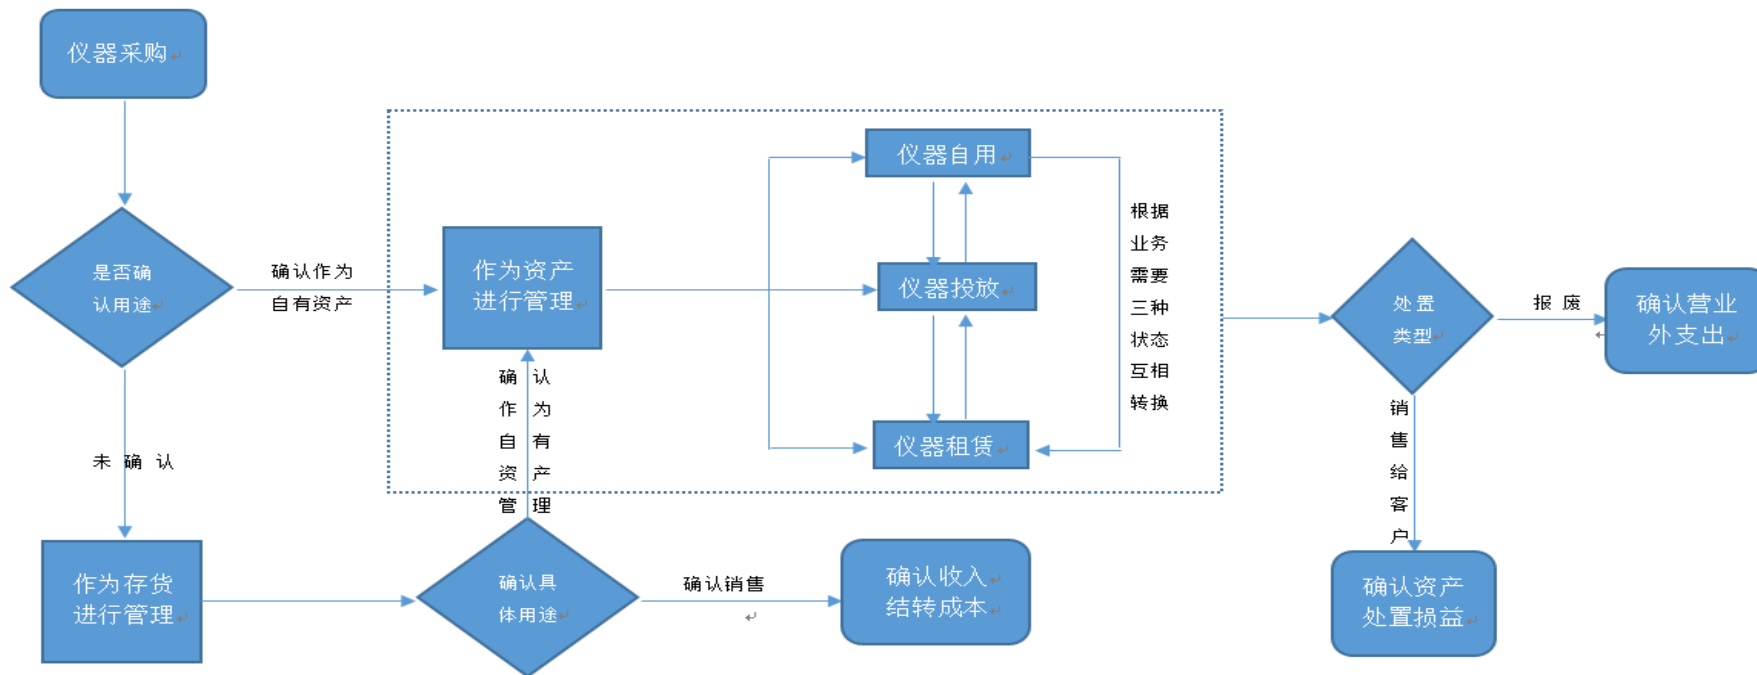 仪器采购
是否确
认用途
确认作为
自有资产
未 确 认
作为存货
进行管理
作为资产
进行管理
确 认
作 为
自 有
资 产
管 理
确认具
体用途
确认销售
确认收入
结转成本
仪器自用
仪器投放
仪器租赁
根据
业务
需要
三种
状态
互相
转换
处置
类型
报 废
确认营业
外支出
销
售
给
客
户
确认资产
处置损益